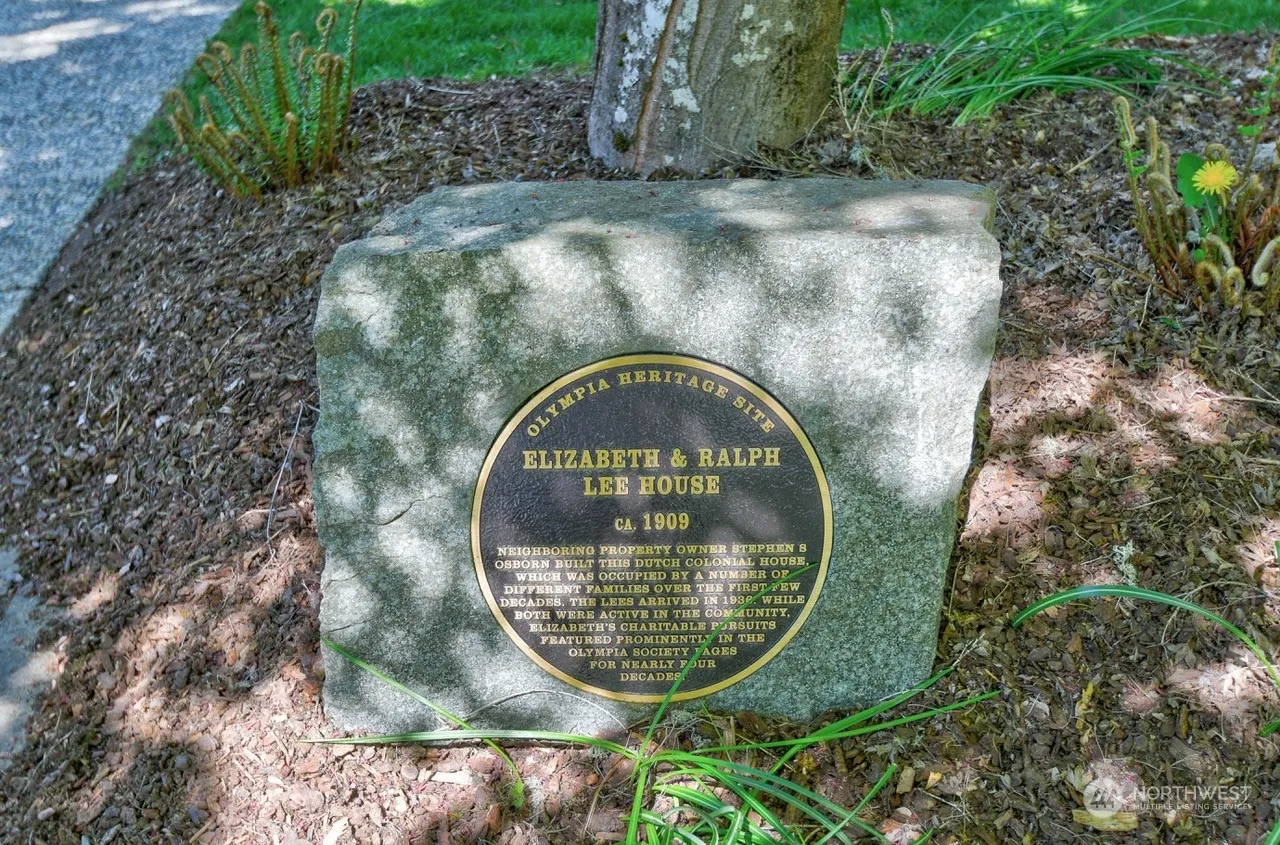 OLYMPIA HERITAGE SITE
ELIZABETH & RALPH
LEE HOUSE
CA. 1909
NEIGHBORING PROPERTY OWNER STEPHEN S
OSBORN BUILT THIS DUTCH COLONIAL HOUSE,
WHICH WAS OCCUPIED BY A NUMBER OF
DIFFERENT FAMILIES OVER THE FIRST FEW
DECADES. THE LEES ARRIVED IN WHILE
BOTH WERE ACTIVE IN THE COMMUNITY,
ELIZABETH'S CHARITABLE PURSUITS
FEATURED PROMINENTLY IN THE
OLYMPIA SOCIETY PAGES
FOR NEARLY FOUR
DECADES.
NORTHWEST
MULTIPLE LISTING SERVICE